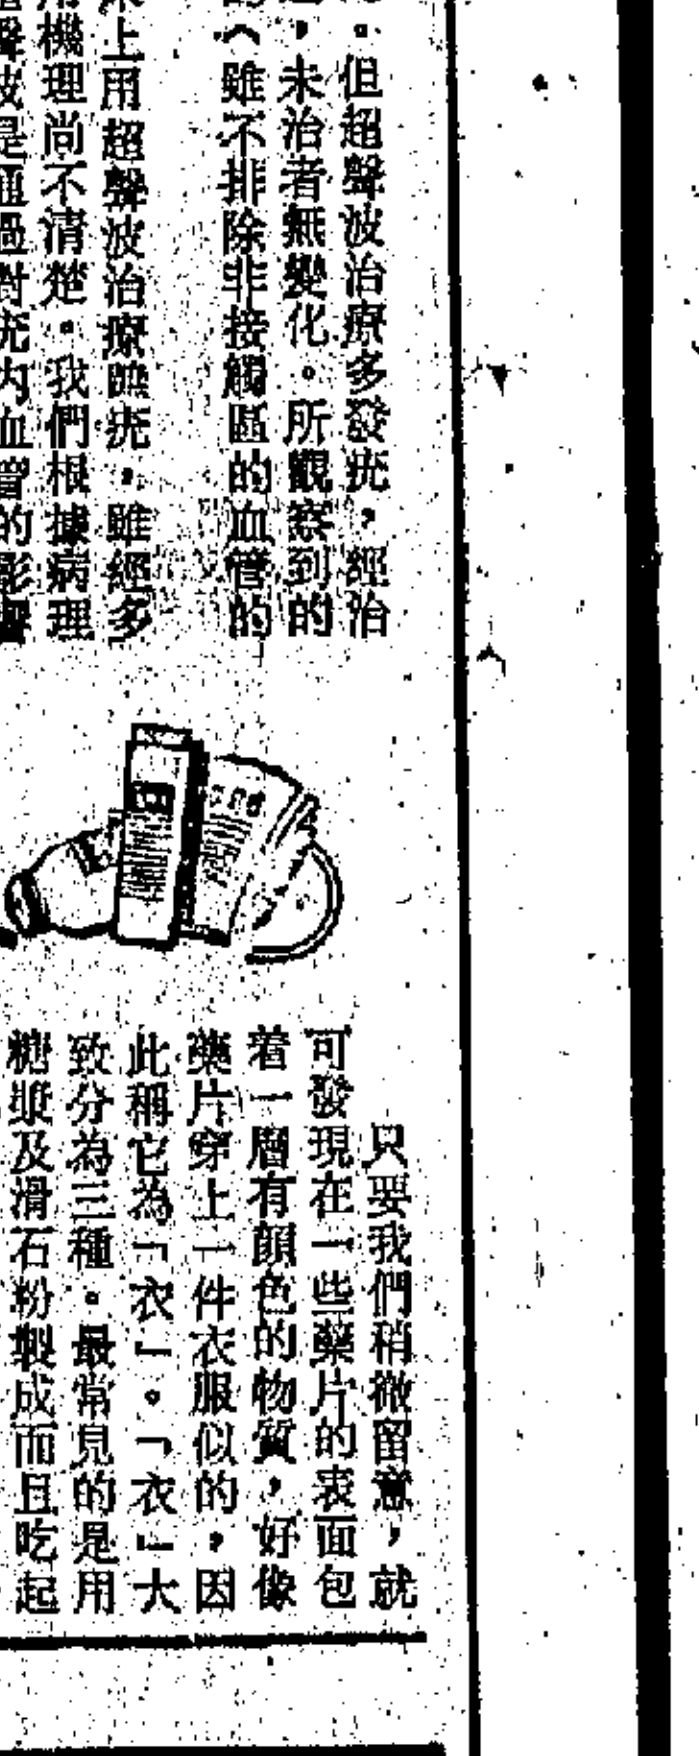 。但超聲波治療多發疣，經治
，未治者無變化。所觀察到的
的（雖不排除非接觸區的血管的
上用超聲波治療蹠疣，雖經多
用機理尚不清楚。我們根據病理
聲波是通過對疣內血管的影響
只要我們稍微留意，就
可發現在一些藥片的表面包
着一層有顏色的物質，好像
藥片穿上一件衣服似的，因
此稱它為「衣」。「衣」大
致分為三種。最常見的是用
糖漿及滑石粉製成而且吃起